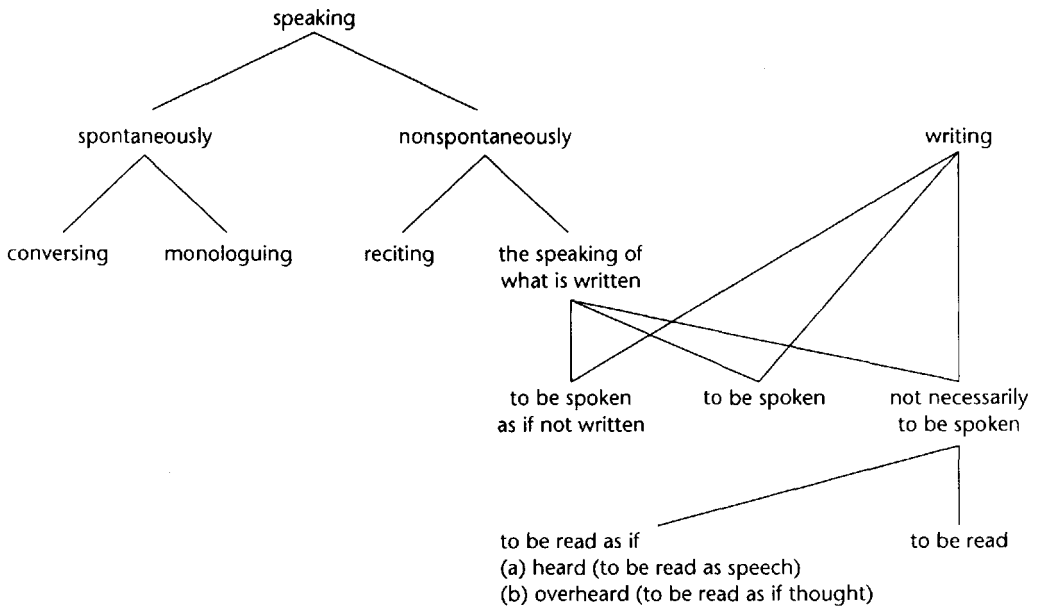 speaking
spontaneously
nonspontaneously
writing
conversing
monologuing
reciting
the speaking of
what is written
to be spoken
as if not written
to be spoken
not necessarily
to be spoken
to be read as if
(a) heard (to be read as speech)
(b) overheard (to be read as if thought)
to be read